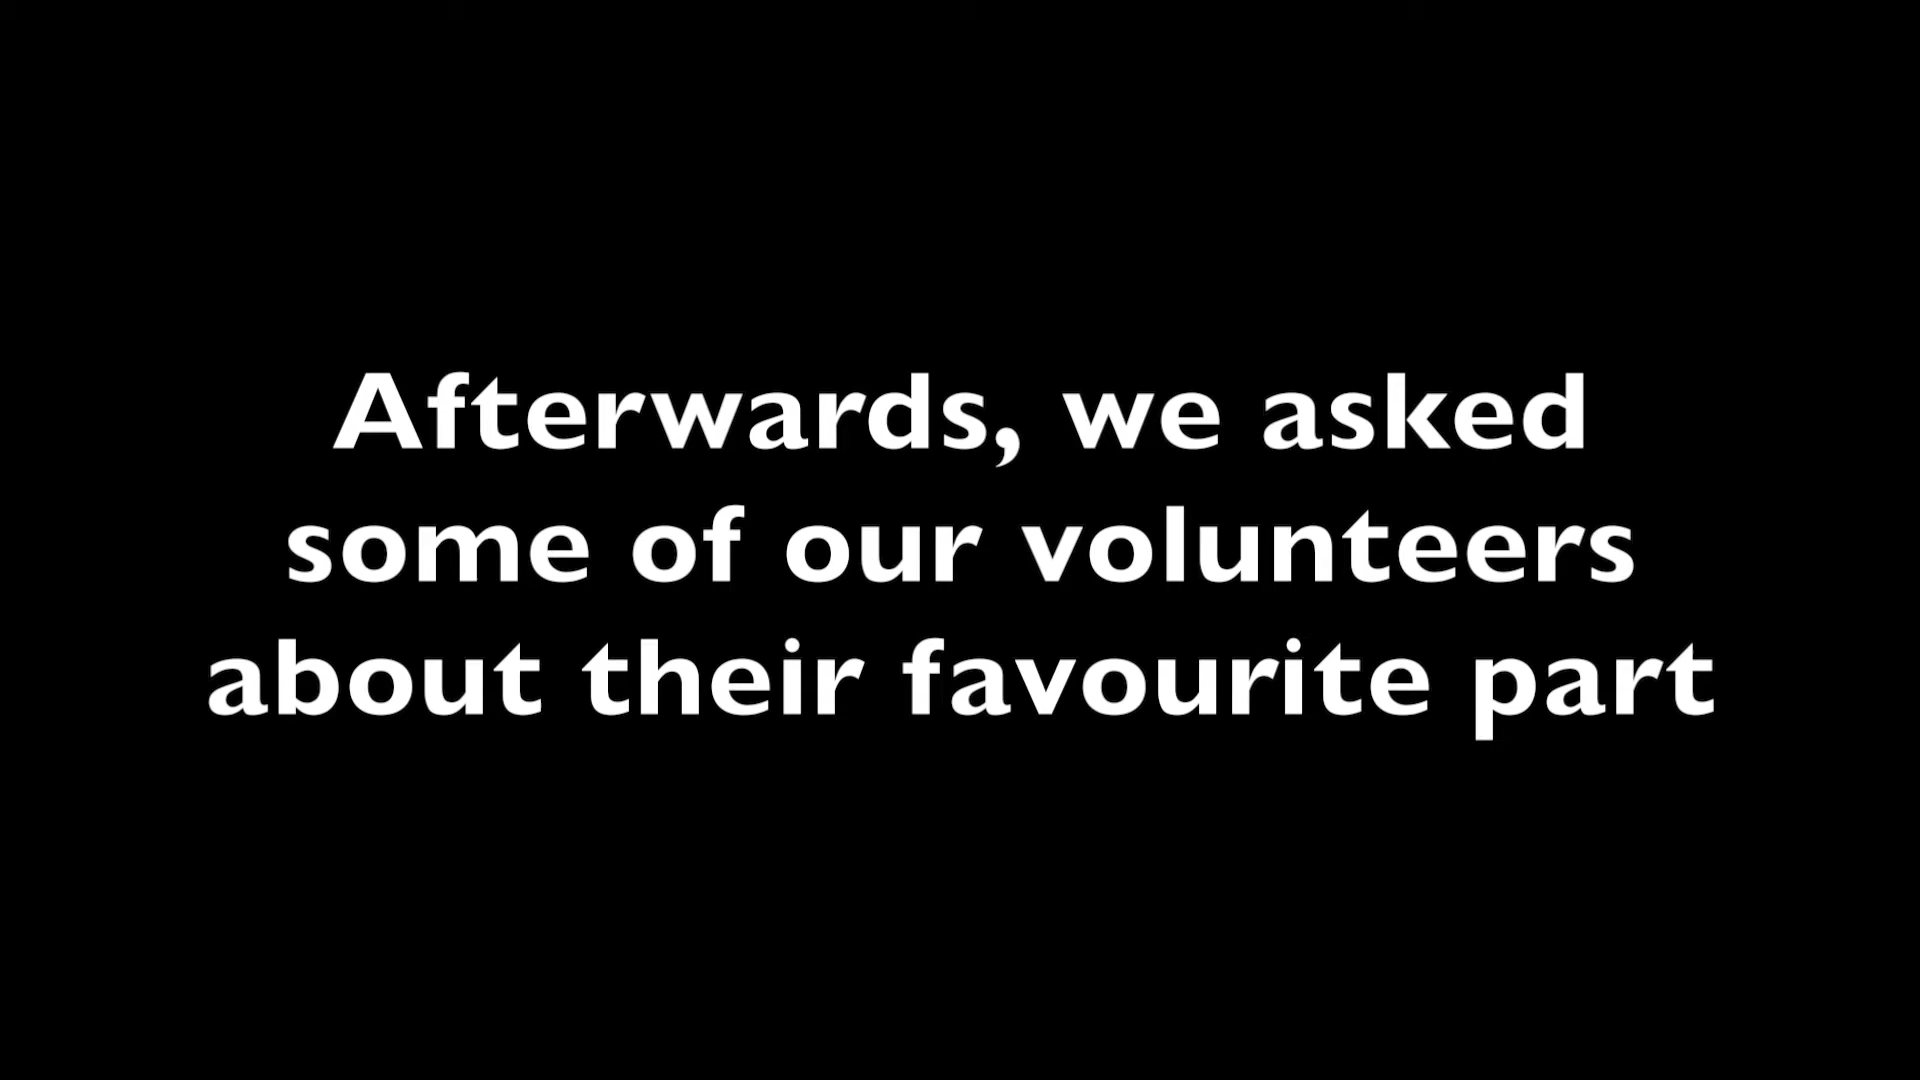 Afterwards, we asked
some of our volunteers
about their favourite part